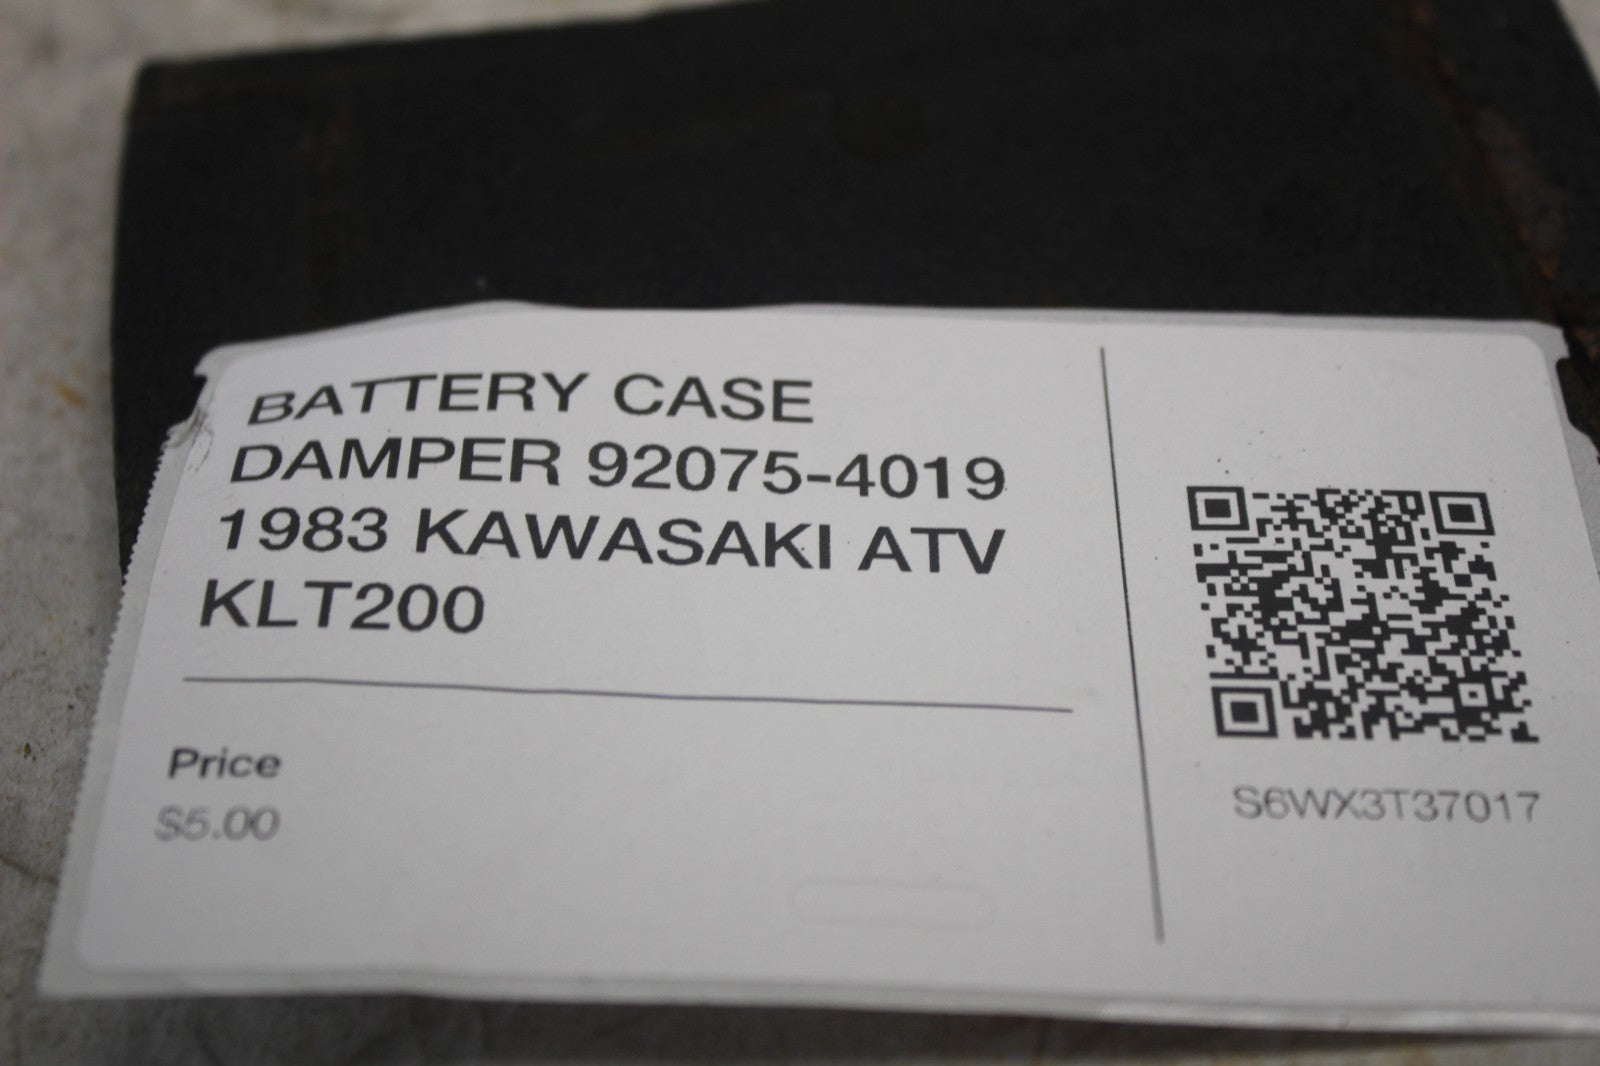 BATTERY CASE
DAMPER 92075-4019
1983 KAWASAKI ATV
KLT200
Price
$5.00
S6WX3T37017